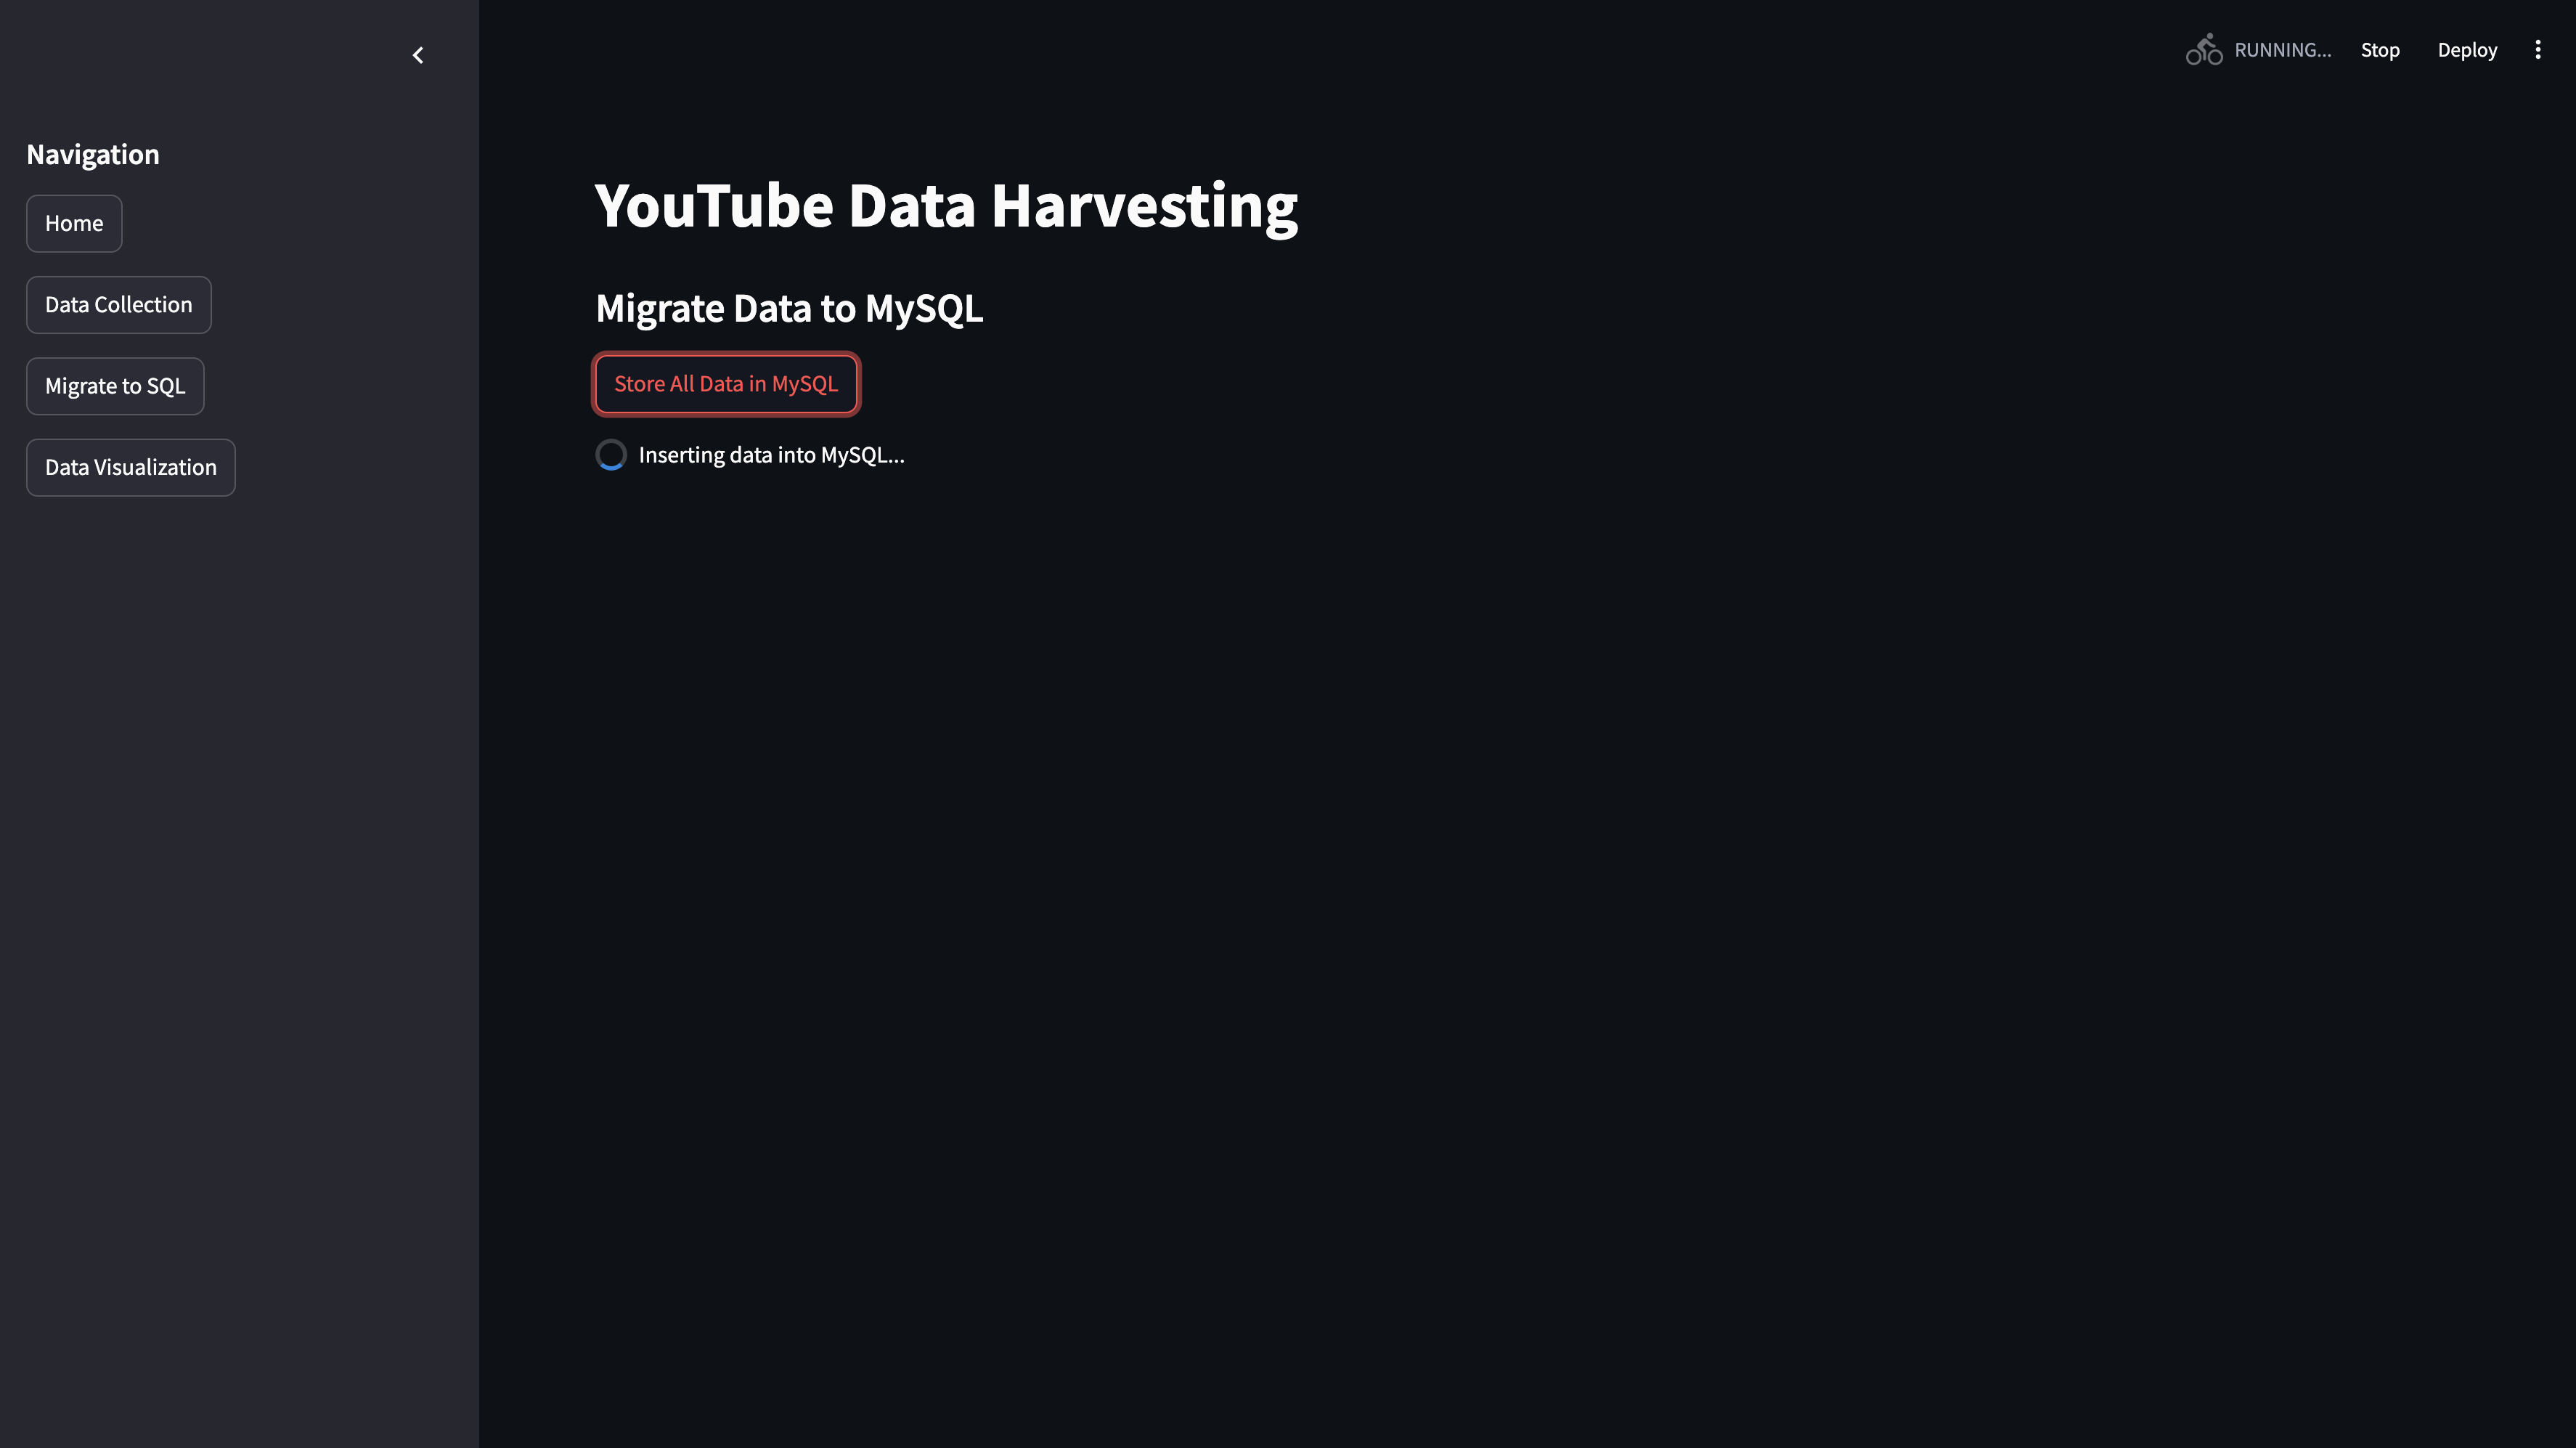 RUNNING...
Stop
Deploy
Navigation
Home
Data Collection
Migrate to SQL
Data Visualization
YouTube Data Harvesting
Migrate Data to MySQL
Store All Data in MySQL
Inserting data into MySQL...